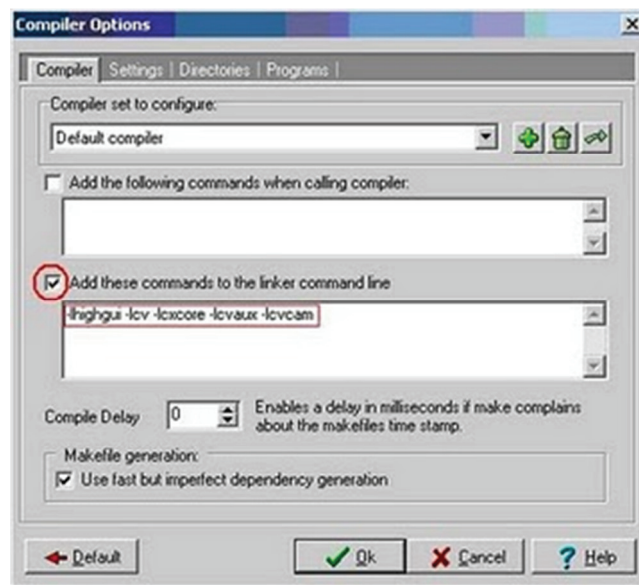 Compiler Options
Compiler Settings Directories Programs
Compiler set to configure:
Default compiler
Add the following commands when calling compiler:
Add these commands to the linker command line
-lhighgui -lcv -lcxcore -lcvaux -lcvcam
Compile Delay 0 Enables a delay in milliseconds if make complains
about the makefiles time stamp.
Makefile generation:
Use fast but imperfect dependency generation
Default Ok Cancel Help